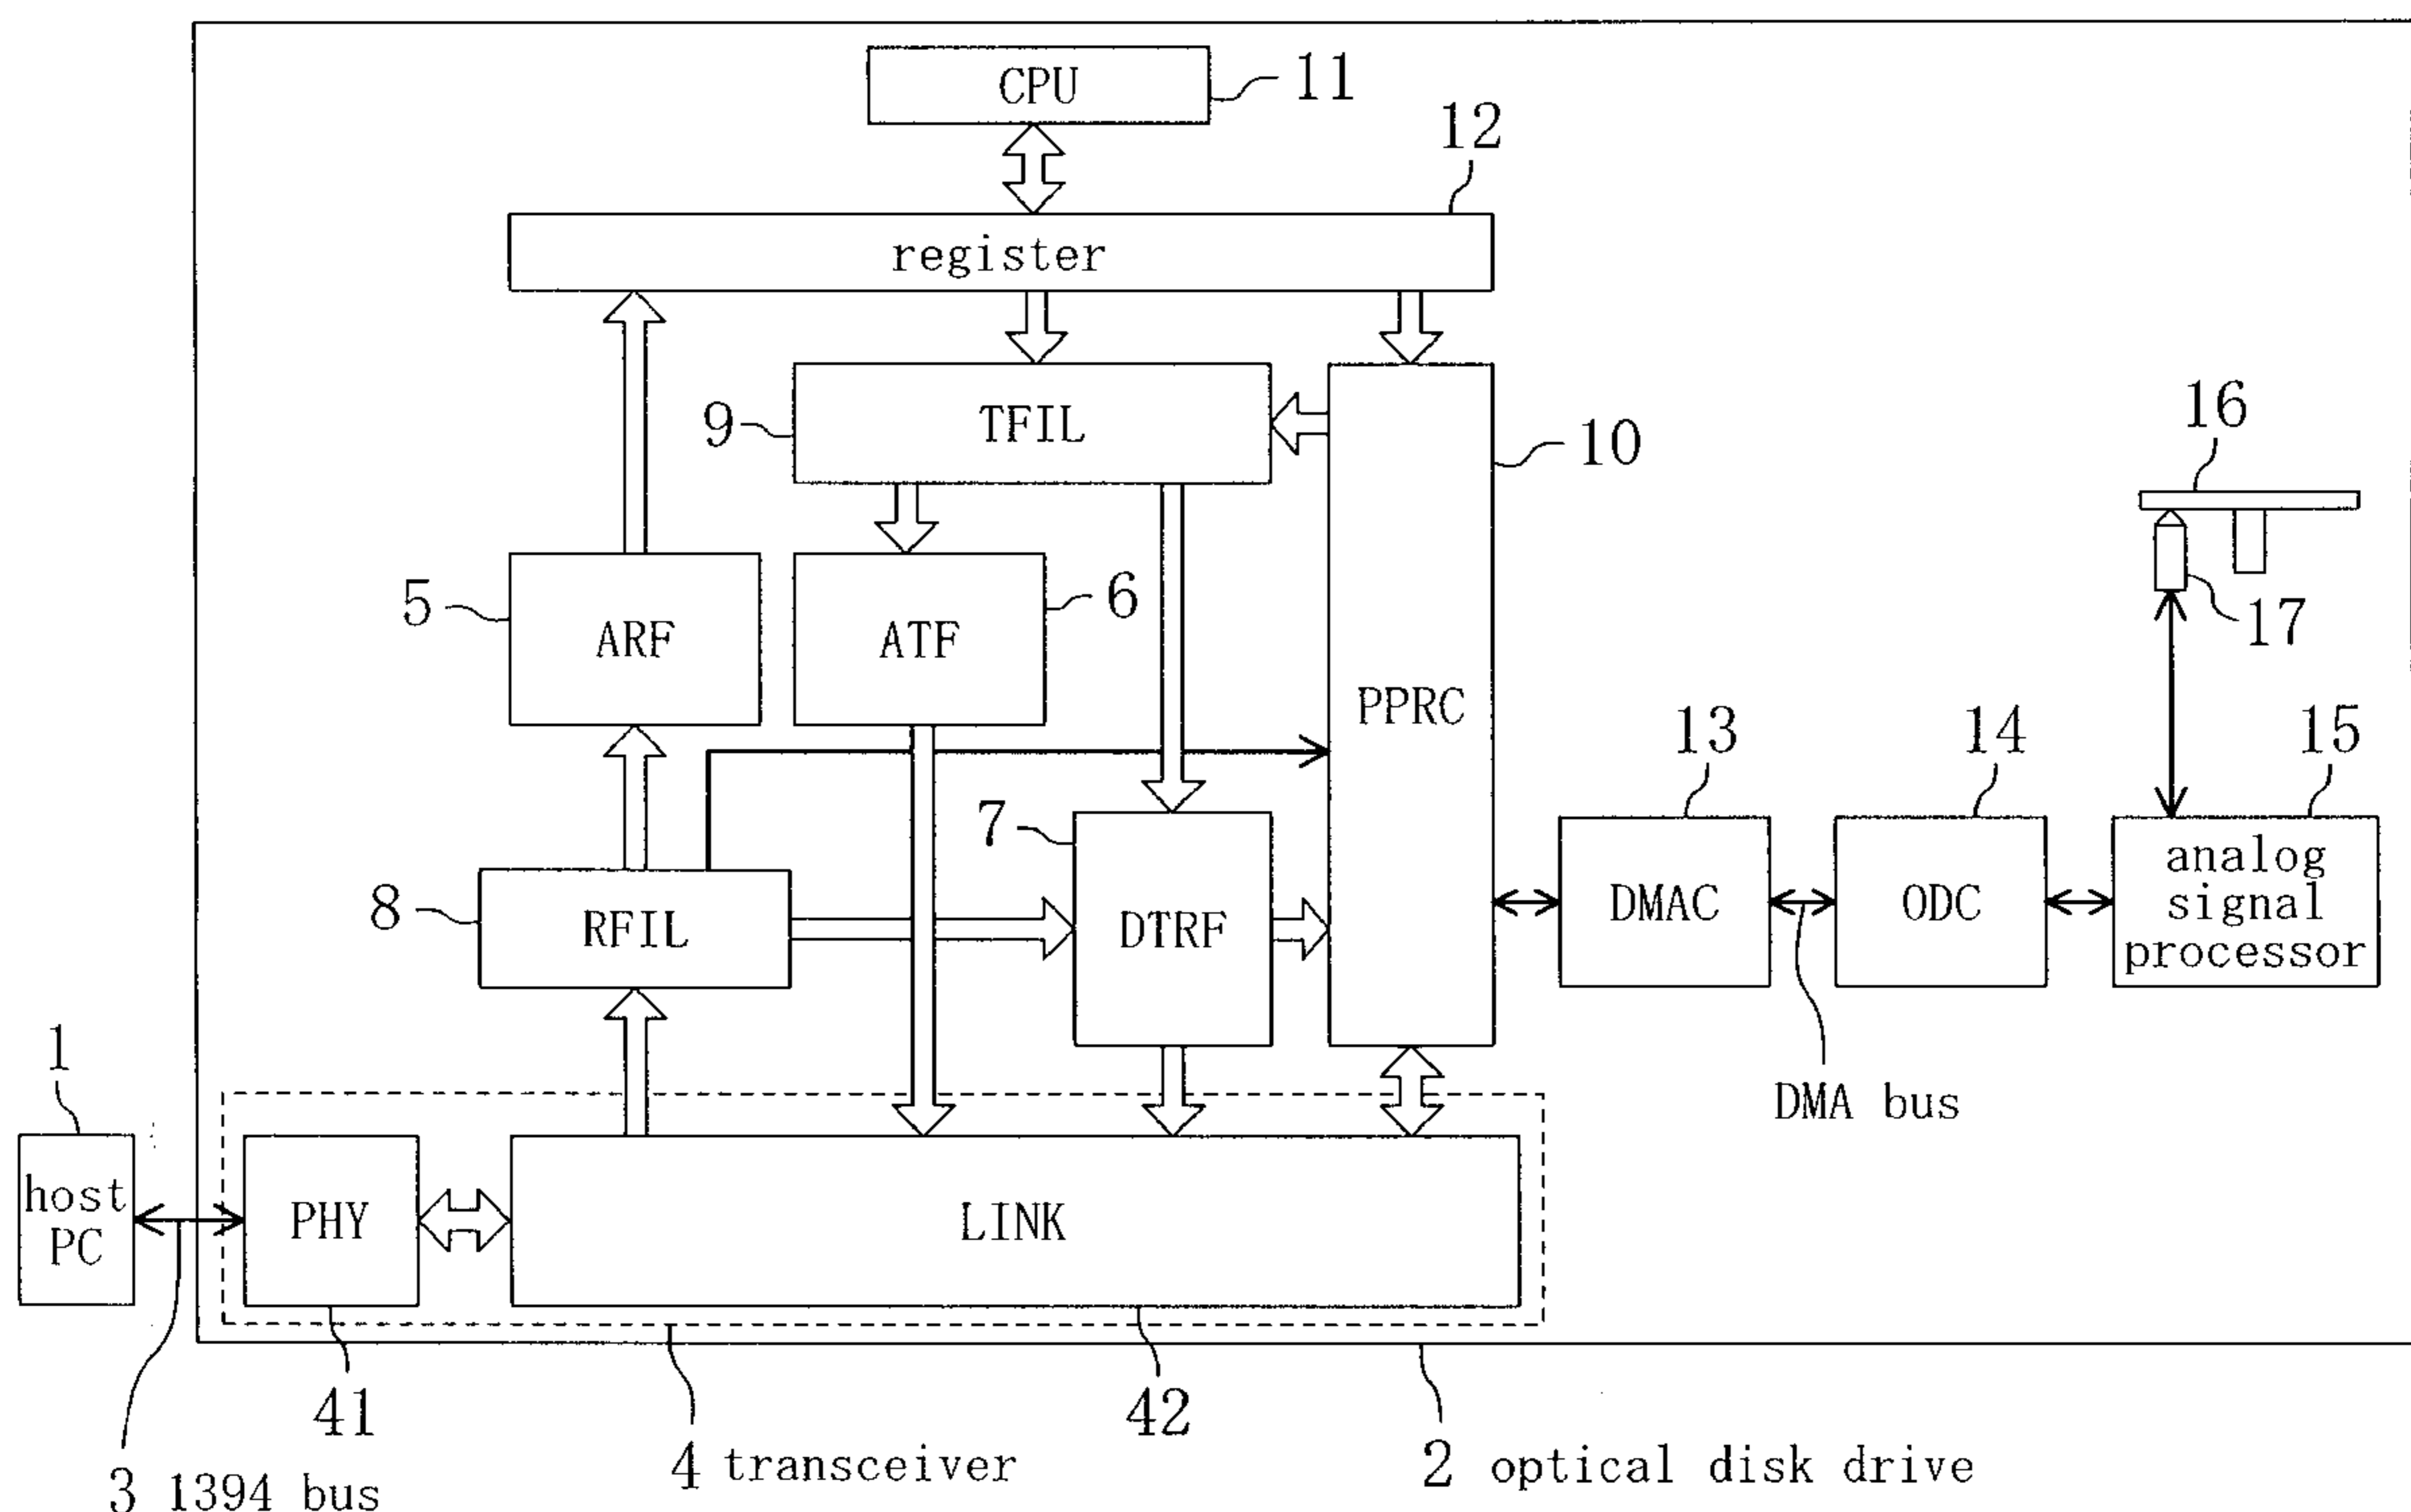 CPU
11
12
register
9
TFIL
10
16
5
ARF
ATF
6
17
PPRC
13
14
15
7
8
RFIL
DTRF
DMAC
ODC
analog
signal
processor
1
DMA bus
host
PC
PHY
LINK
41
42
4 transceiver
2 optical disk drive
3 1394 bus